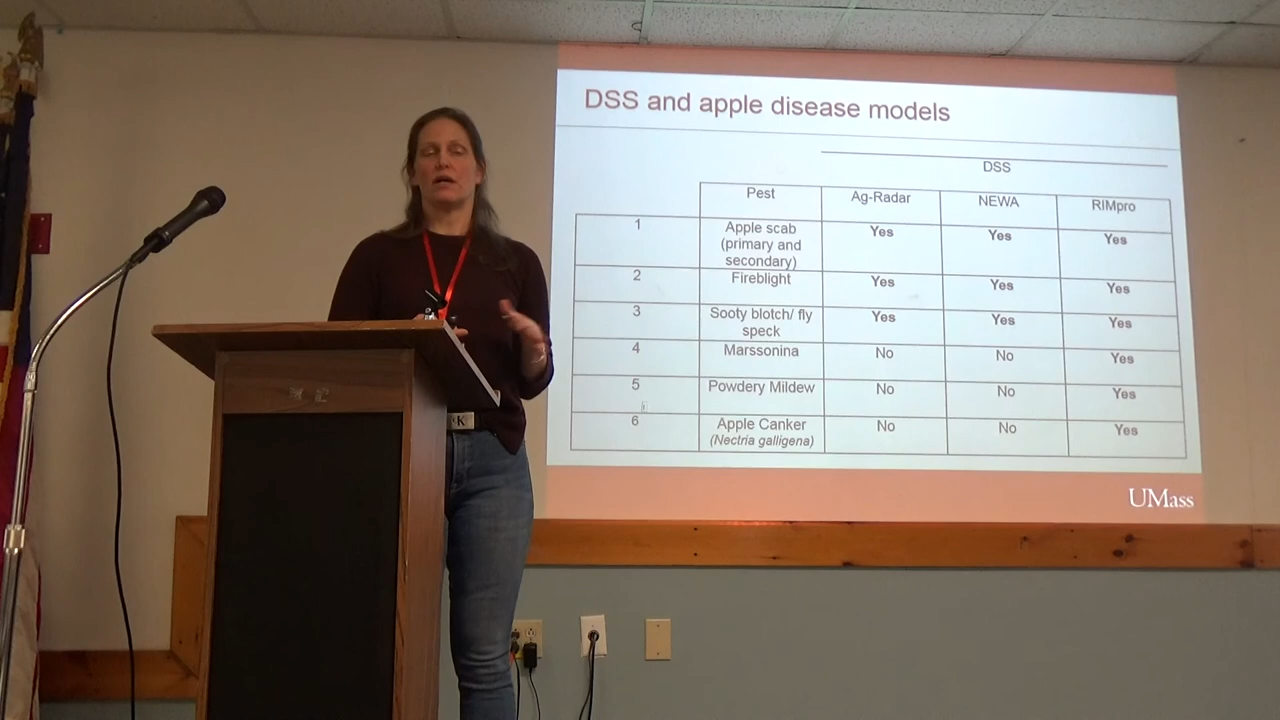 DSS and apple disease models
DSS
Pest Ag-Radar NEWA RIMpro
1 Apple scab (primary and secondary) Yes Yes Yes
2 Fireblight Yes Yes Yes
3 Sooty blotch/ fly speck Yes Yes Yes
4 Marssonina No No Yes
5 Powdery Mildew No No Yes
6 Apple Canker (Nectria galligena) No No Yes
UMass
K